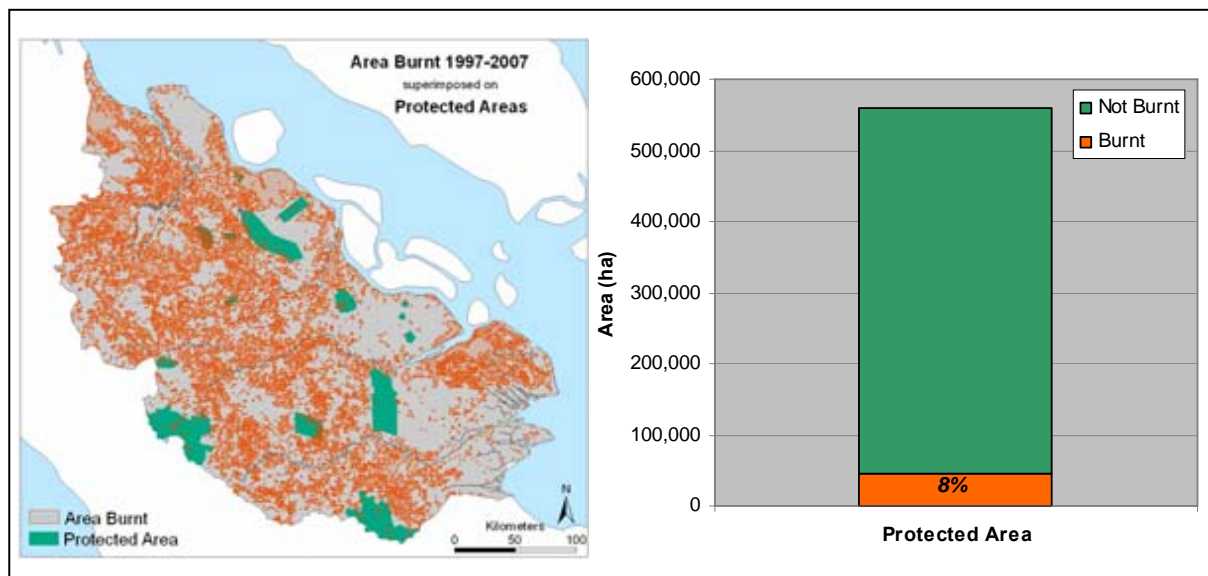 Area Burnt 1997-2007
superimposed on
Protected Areas
Area Burnt
Protected Area
N
Kilometers
0 50 100
600,000
500,000
400,000
300,000
200,000
100,000
0
Area (ha)
Not Burnt
Burnt
8%
Protected Area